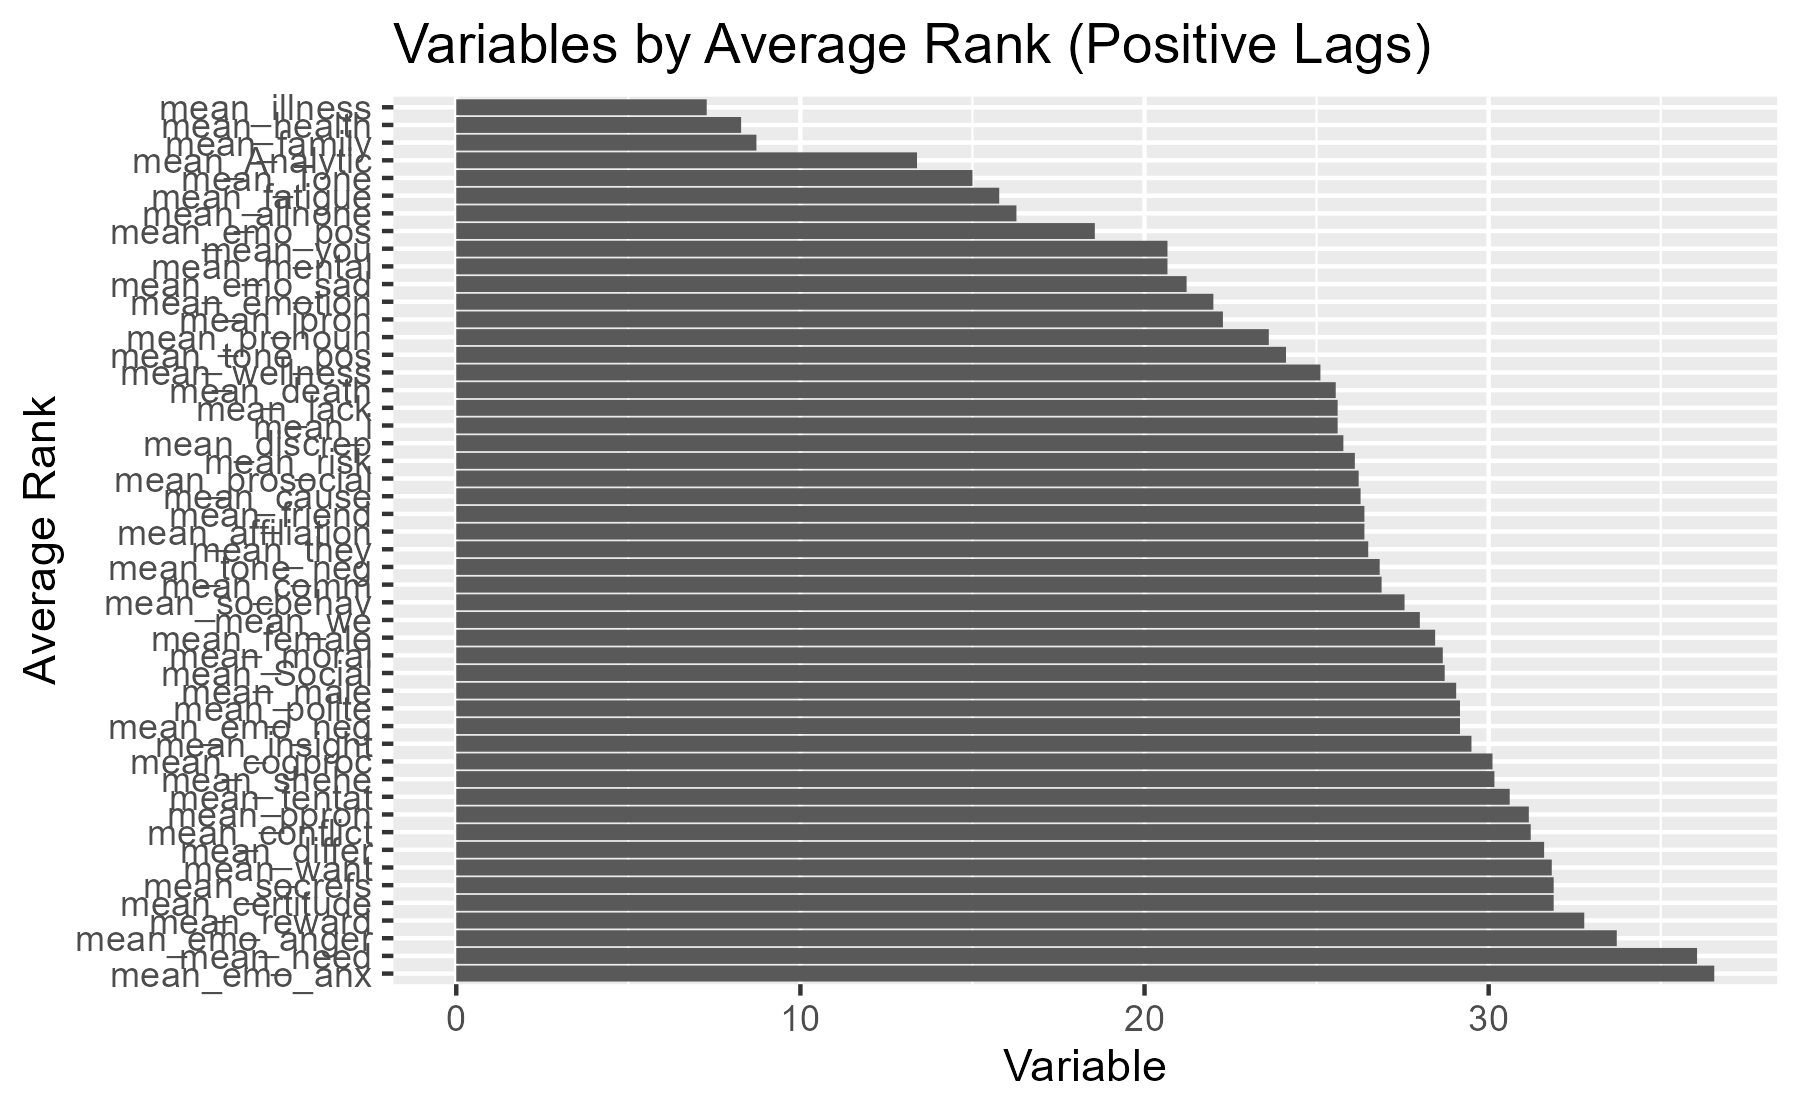 Variables by Average Rank (Positive Lags)
mean_illness
mean_health
mean_family
mean_Analytic
mean_Tone
mean_fatigue
mean_allnone
mean_emo_pos
mean_you
mean_mental
mean_emo_sad
mean_emotion
mean_ipron
mean_pronoun
mean_tone_pos
mean_wellness
mean_death
mean_lack
mean_i
mean_discrep
mean_risk
mean_prosocial
mean_cause
mean_friend
mean_affiliation
mean_they
mean_tone_neg
mean_comm
mean_socbehav
mean_we
mean_female
mean_moral
mean_Social
mean_male
mean_polite
mean_emo_neg
mean_insight
mean_cogproc
mean_shehe
mean_tentat
mean_ppron
mean_conflict
mean_differ
mean_want
mean_socrefs
mean_certitude
mean_reward
mean_emo_anger
mean_need
mean_emo_anx
Average Rank
0 10 20 30
Variable